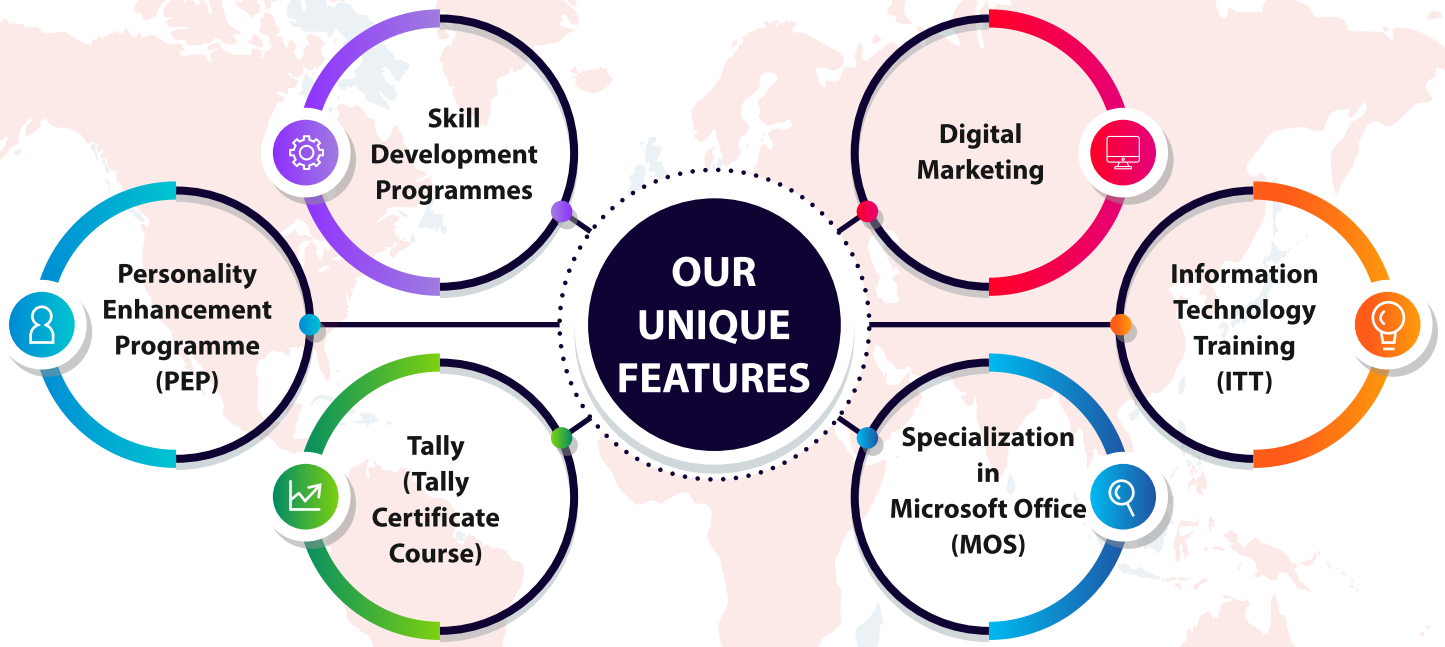 Skill
Development
Programmes
Digital
Marketing
Personality
Enhancement
Programme
(PEP)
OUR
UNIQUE
FEATURES
Information
Technology
Training
(ITT)
Tally
(Tally
Certificate
Course)
Specialization
in
Microsoft Office
(MOS)